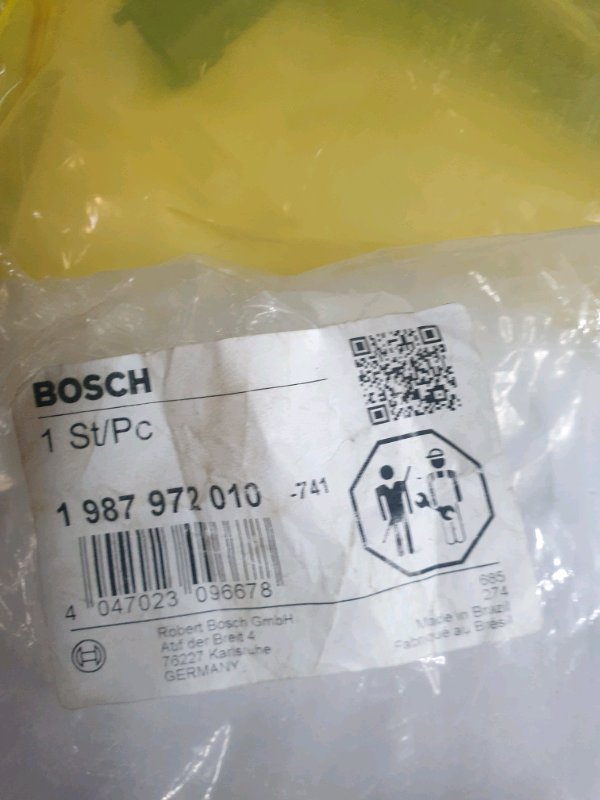 BOSCH
1 St/Pc
1 987 972 010 -741
4 047023 096678
685
274
Robert Bosch GmbH
Auf der Breit 4
76227 Karlsruhe
GERMANY
Made in Brazil
Fabriqué au Brésil